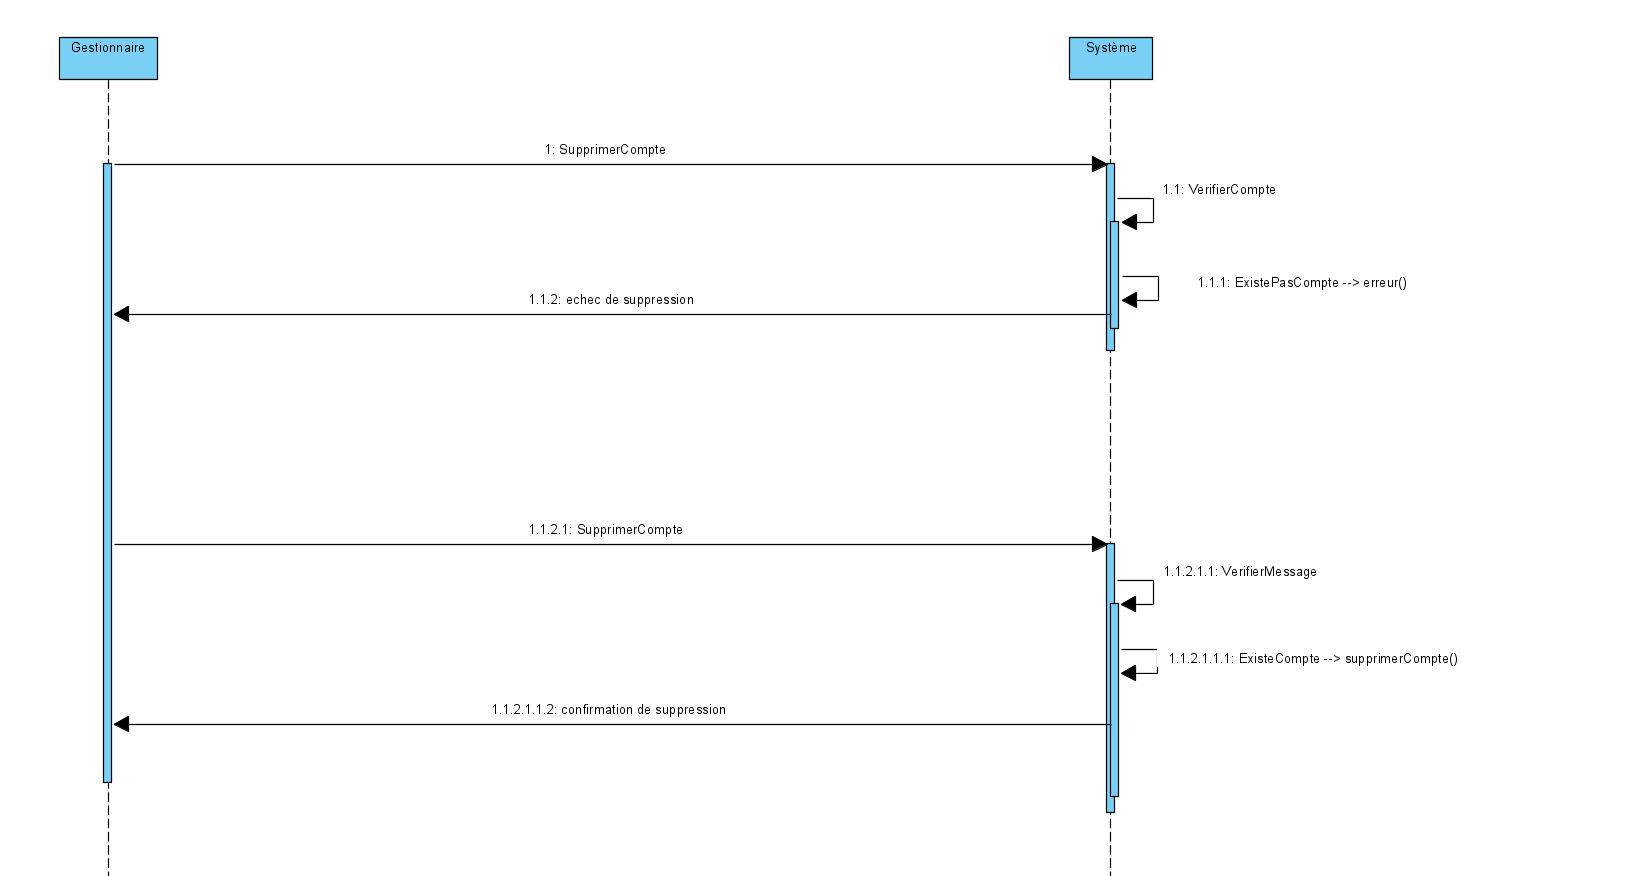 Gestionnaire
Système
1: SupprimerCompte
1.1: VerifierCompte
1.1.1: ExistePasCompte --> erreur()
1.1.2: echec de suppression
1.1.2.1: SupprimerCompte
1.1.2.1.1: VerifierMessage
1.1.2.1.1.1: ExisteCompte --> supprimerCompte()
1.1.2.1.1.2: confirmation de suppression